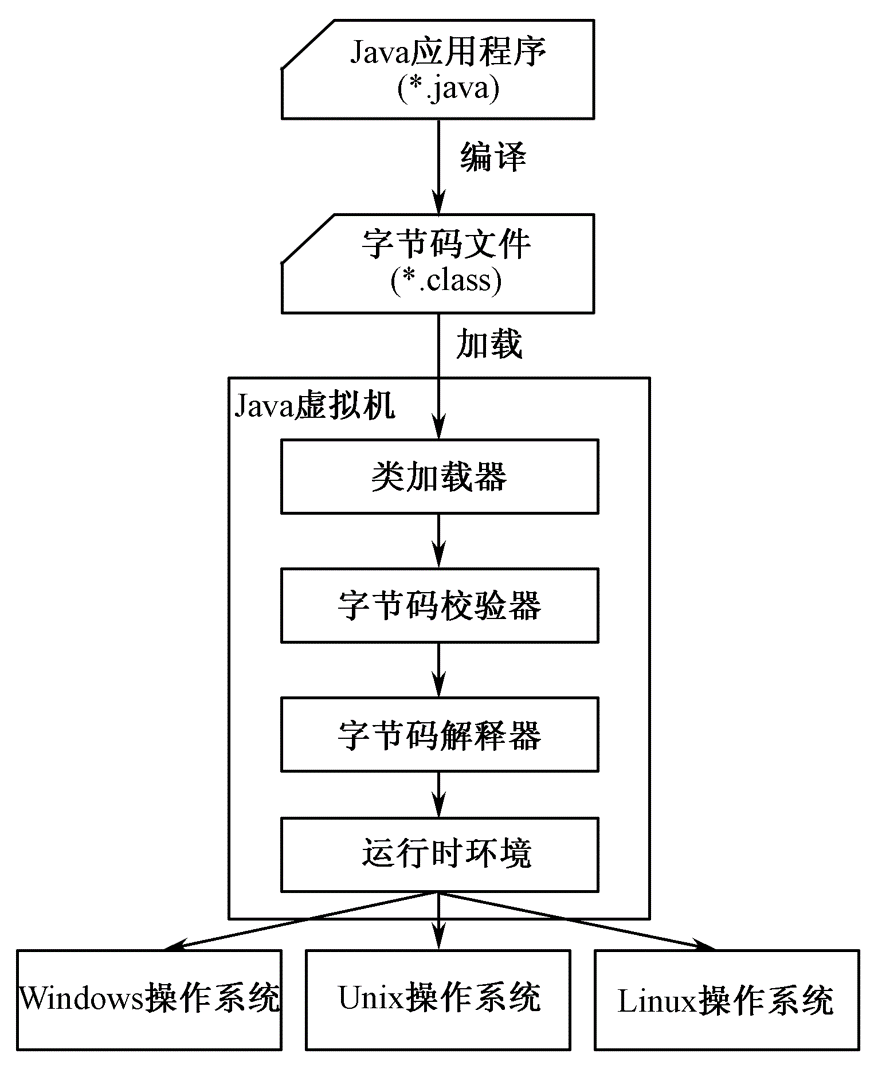 Java应用程序
(*.java)
编译
字节码文件
(*.class)
加载
Java虚拟机
类加载器
字节码校验器
字节码解释器
运行时环境
Windows操作系统
Unix操作系统
Linux操作系统